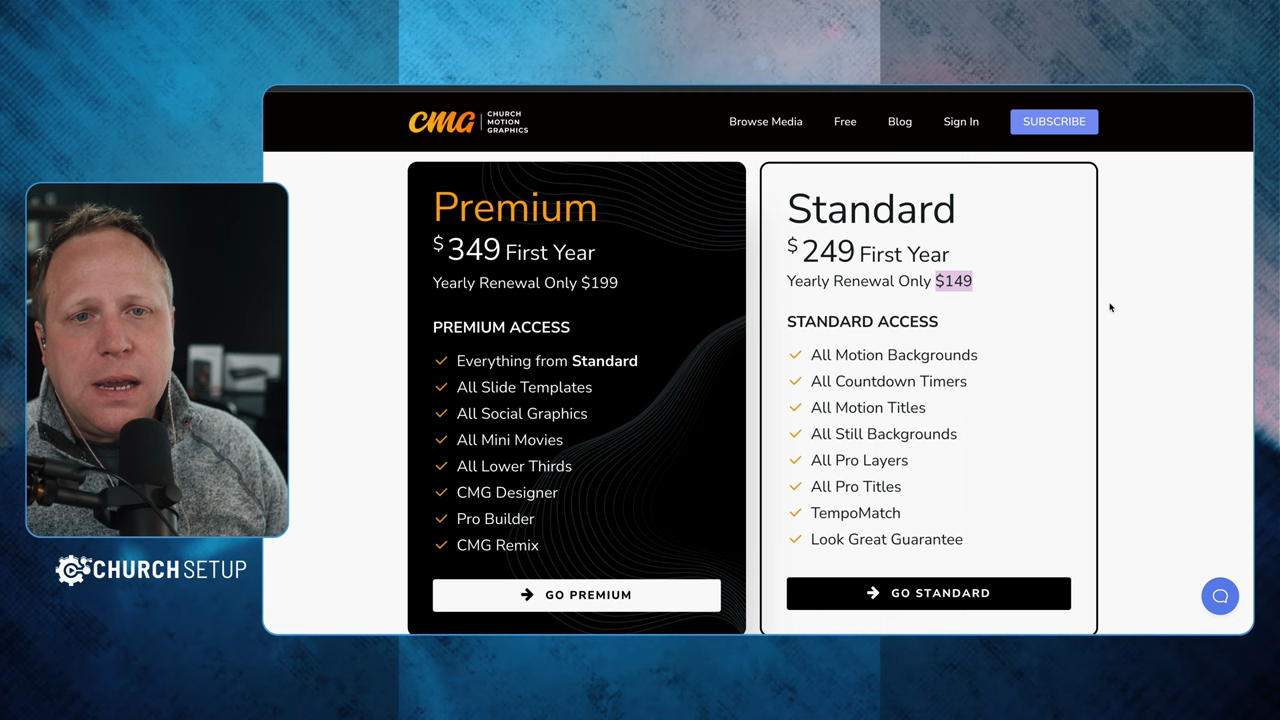 CMG
CHURCH
MOTION
GRAPHICS
Browse Media
Free
Blog
Sign In
SUBSCRIBE
Premium
$349 First Year
Yearly Renewal Only $199
PREMIUM ACCESS
Everything from Standard
All Slide Templates
All Social Graphics
All Mini Movies
All Lower Thirds
CMG Designer
Pro Builder
CMG Remix
GO PREMIUM
Standard
$249 First Year
Yearly Renewal Only $149
STANDARD ACCESS
All Motion Backgrounds
All Countdown Timers
All Motion Titles
All Still Backgrounds
All Pro Layers
All Pro Titles
TempoMatch
Look Great Guarantee
GO STANDARD
CHURCH SETUP